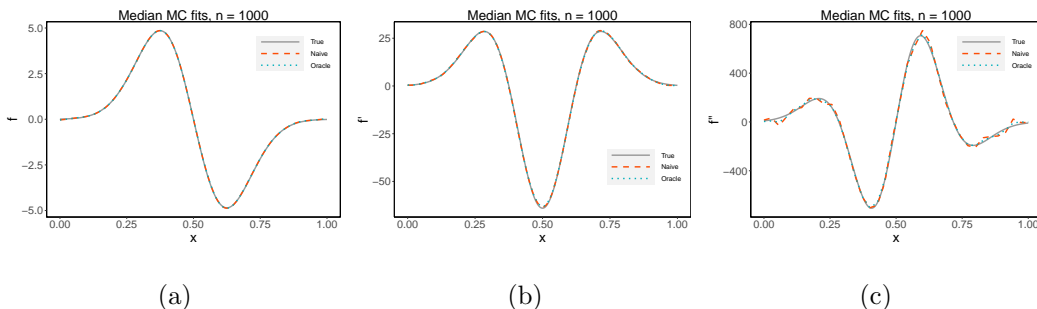 Median MC fits, n = 1000
f
5.0
2.5
0.0
−2.5
−5.0
True
Naive
Oracle
0.00 0.25 0.50 0.75 1.00
x
(a)
Median MC fits, n = 1000
f'
25
0
−25
−50
True
Naive
Oracle
0.00 0.25 0.50 0.75 1.00
x
(b)
Median MC fits, n = 1000
f''
800
400
0
−400
True
Naive
Oracle
0.00 0.25 0.50 0.75 1.00
x
(c)